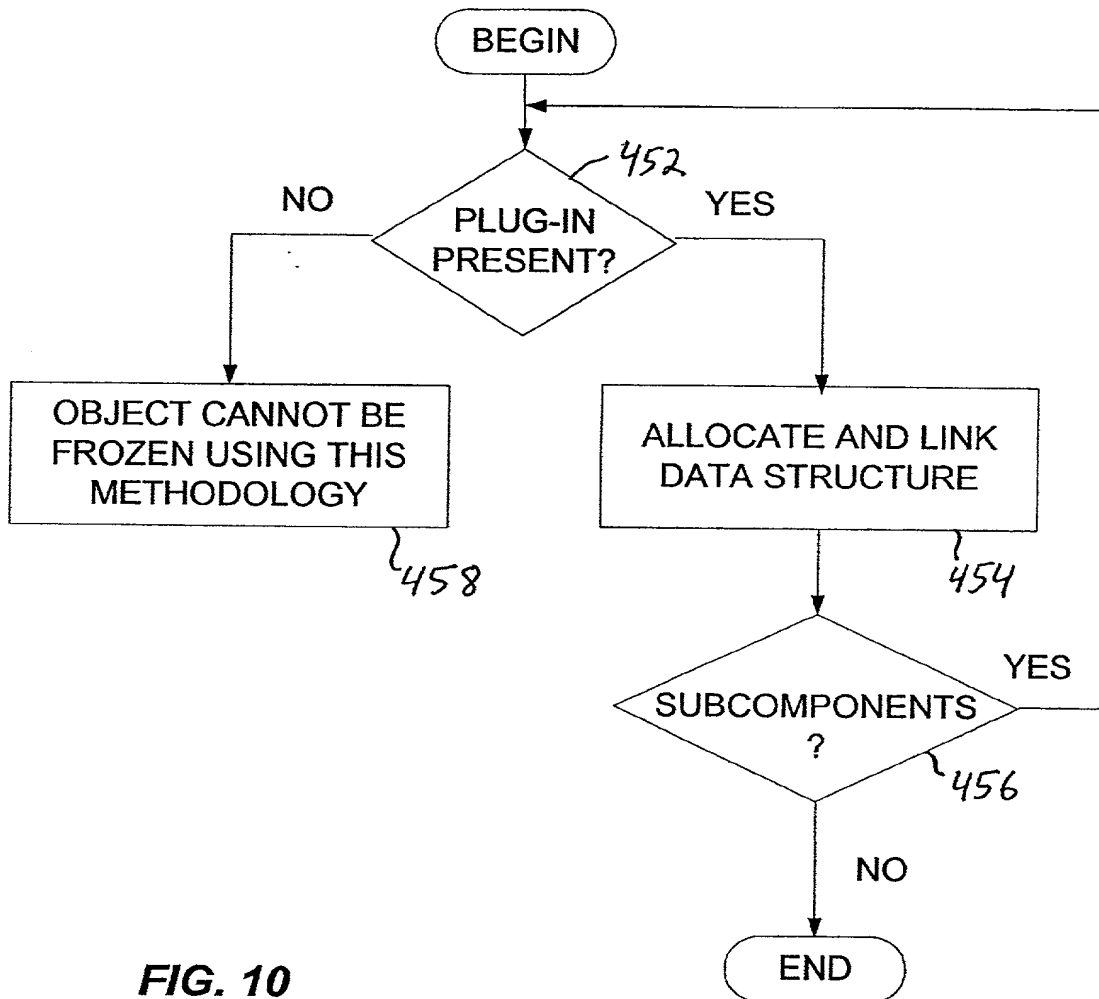 BEGIN
452
NO
YES
PLUG-IN
PRESENT?
OBJECT CANNOT BE
FROZEN USING THIS
METHODOLOGY
458
ALLOCATE AND LINK
DATA STRUCTURE
454
YES
SUBCOMPONENTS
?
456
NO
END
FIG. 10